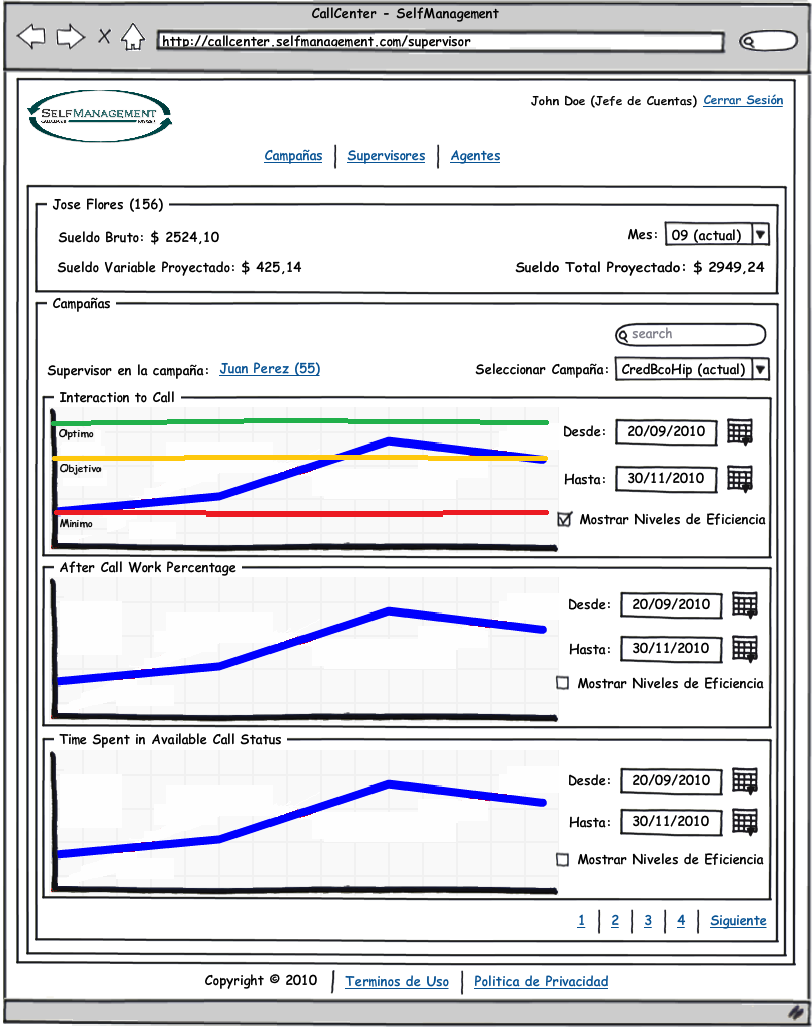 CallCenter - SelfManagement
http://callcenter.selfmanagement.com/supervisor
John Doe (Jefe de Cuentas) Cerrar Sesión
SELFMANAGEMENT
Campañas | Supervisores | Agentes
Jose Flores (156)
Sueldo Bruto: $ 2524,10
Mes: 09 (actual)
Sueldo Variable Proyectado: $ 425,14
Sueldo Total Proyectado: $ 2949,24
Campañas
search
Supervisor en la campaña: Juan Perez (55)
Seleccionar Campaña: CredBcoHip (actual)
Interaction to Call
Optimo
Objetivo
Minimo
Desde: 20/09/2010
Hasta: 30/11/2010
Mostrar Niveles de Eficiencia
After Call Work Percentage
Desde: 20/09/2010
Hasta: 30/11/2010
Mostrar Niveles de Eficiencia
Time Spent in Available Call Status
Desde: 20/09/2010
Hasta: 30/11/2010
Mostrar Niveles de Eficiencia
1 | 2 | 3 | 4 | Siguiente
Copyright © 2010 | Terminos de Uso | Politica de Privacidad